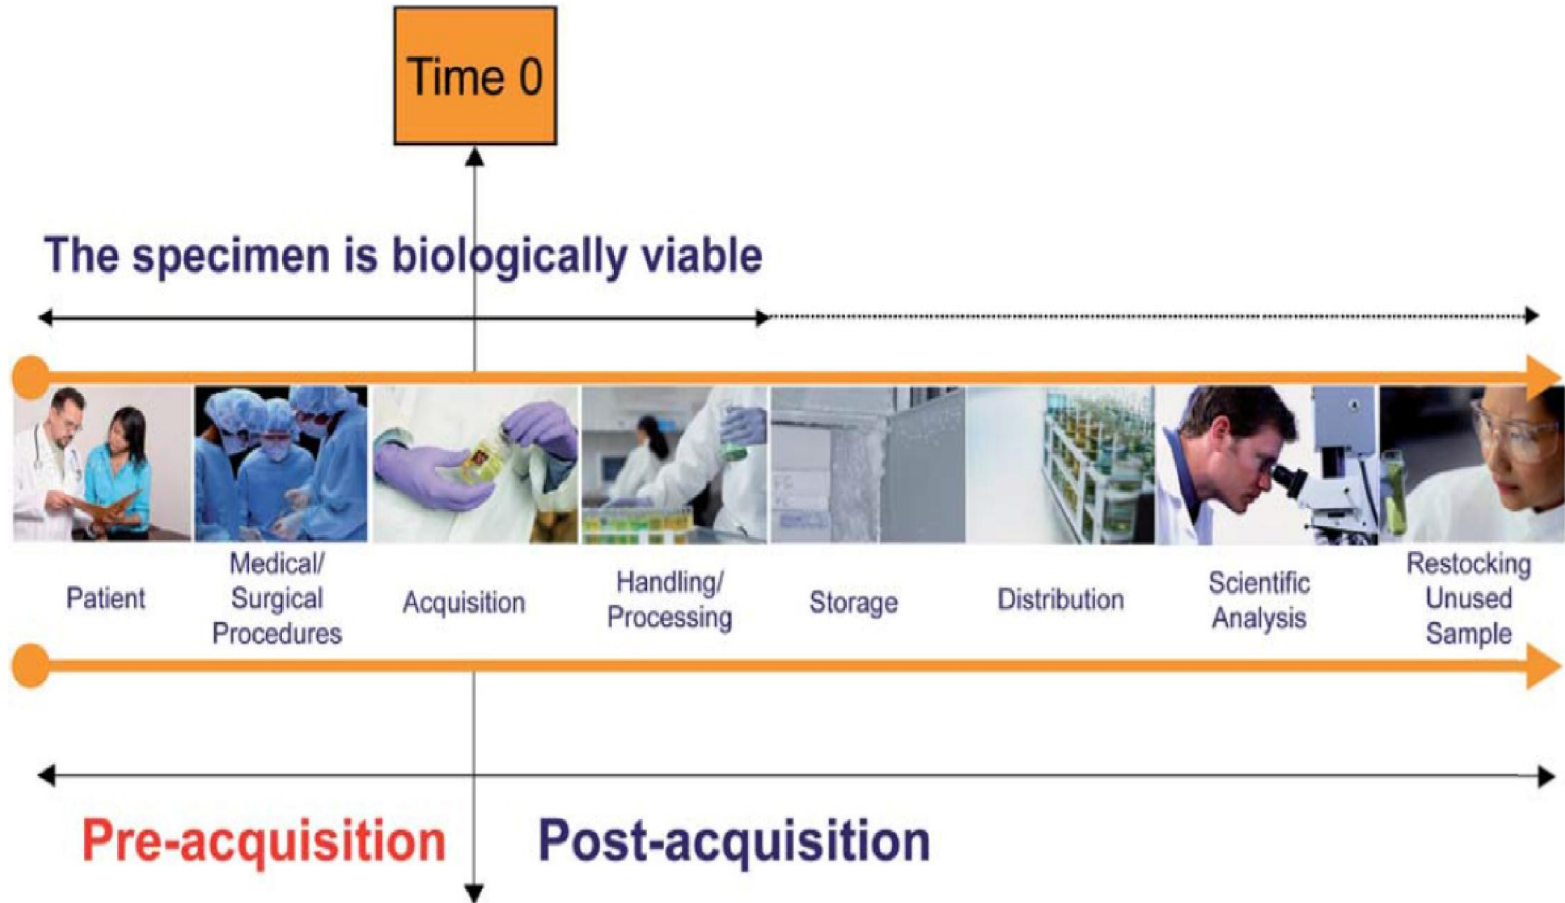 Time 0
The specimen is biologically viable
Patient
Medical/
Surgical
Procedures
Acquisition
Handling/
Processing
Storage
Distribution
Scientific
Analysis
Restocking
Unused
Sample
Pre-acquisition
Post-acquisition